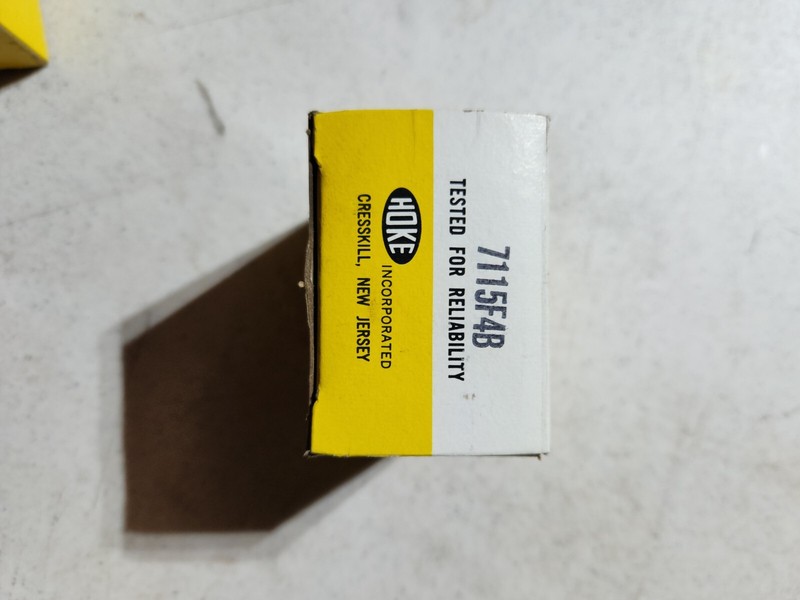 7115F4B
TESTED FOR RELIABILITY
HOKE INCORPORATED
CRESSKILL, NEW JERSEY